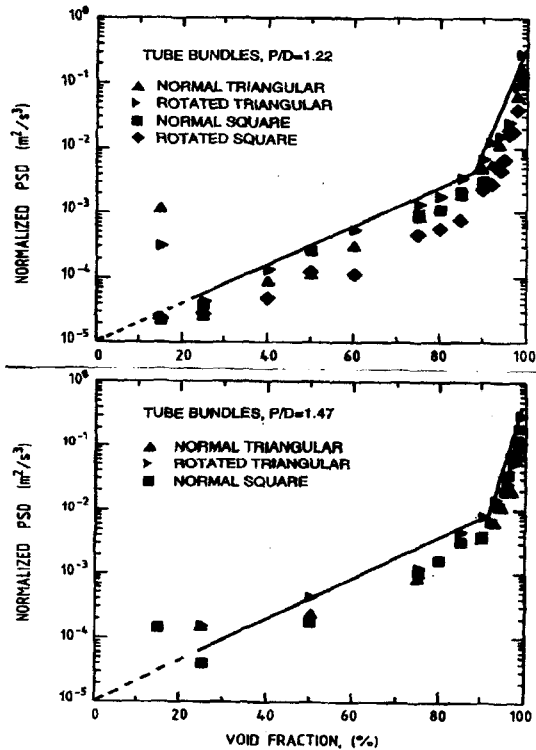 10⁰
TUBE BUNDLES, P/D=1.22
NORMAL TRIANGULAR
ROTATED TRIANGULAR
NORMAL SQUARE
ROTATED SQUARE
10⁻¹
10⁻²
10⁻³
10⁻⁴
10⁻⁵
NORMALIZED PSD (m²/s³)
0 20 40 60 80 100
10⁰
TUBE BUNDLES, P/D=1.47
NORMAL TRIANGULAR
ROTATED TRIANGULAR
NORMAL SQUARE
10⁻¹
10⁻²
10⁻³
10⁻⁴
10⁻⁵
NORMALIZED PSD (m²/s³)
0 20 40 60 80 100
VOID FRACTION, (%)